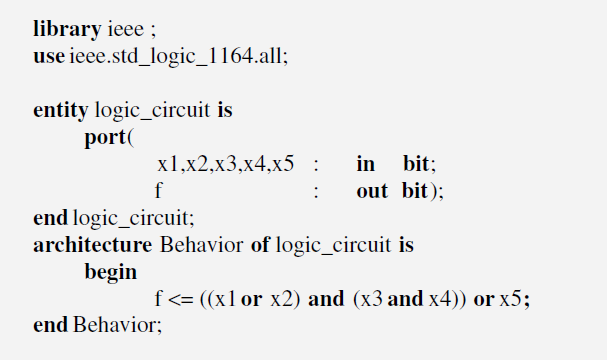 library ieee ;
use ieee.std_logic_1164.all;
entity logic_circuit is
port(
x1,x2,x3,x4,x5 : in bit;
f : out bit);
end logic_circuit;
architecture Behavior of logic_circuit is
begin
f <= ((x1 or x2) and (x3 and x4)) or x5;
end Behavior;